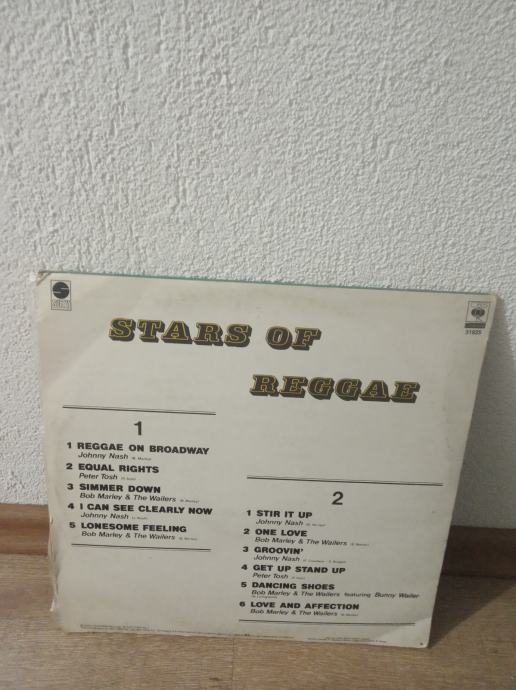 STARS OF
REGGAE
31825
1
1 REGGAE ON BROADWAY
Johnny Nash
2 EQUAL RIGHTS
Peter Tosh
3 SIMMER DOWN
Bob Marley & The Wailers
4 I CAN SEE CLEARLY NOW
Johnny Nash
5 LONESOME FEELING
Bob Marley & The Wailers
2
1 STIR IT UP
Johnny Nash
2 ONE LOVE
Bob Marley & The Wailers
3 GROOVIN'
Johnny Nash
4 GET UP STAND UP
Peter Tosh
5 DANCING SHOES
Bob Marley & The Wailers featuring Bunny Wailer
6 LOVE AND AFFECTION
Bob Marley & The Wailers